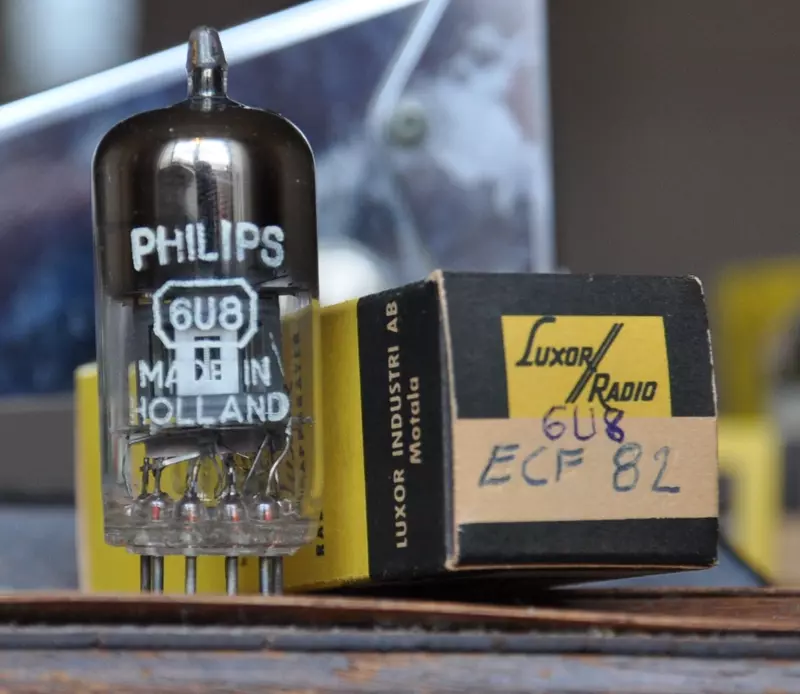 PHILIPS
6U8
MADE IN
HOLLAND
LUXOR INDUSTRI AB
Motala
LUXOR
RADIO
6U8
ECF 82